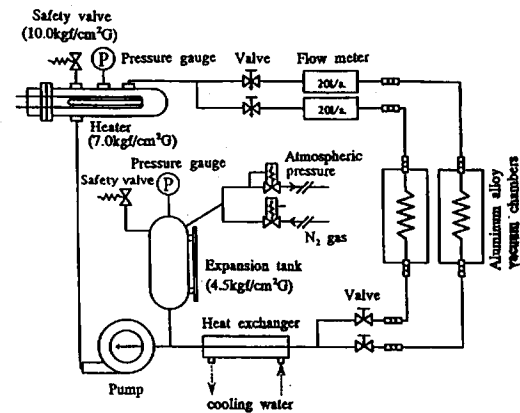 Safety valve
(10.0kgf/cm²G)
P
Pressure gauge
Valve
Flow meter
20l/s.
20l/s.
Heater
(7.0kgf/cm²G)
Pressure gauge
Safety valve
P
Atmospheric
pressure
N₂ gas
Aluminum alloy
vacuum chambers
Expansion tank
(4.5kgf/cm²G)
Valve
Heat exchanger
Pump
cooling water